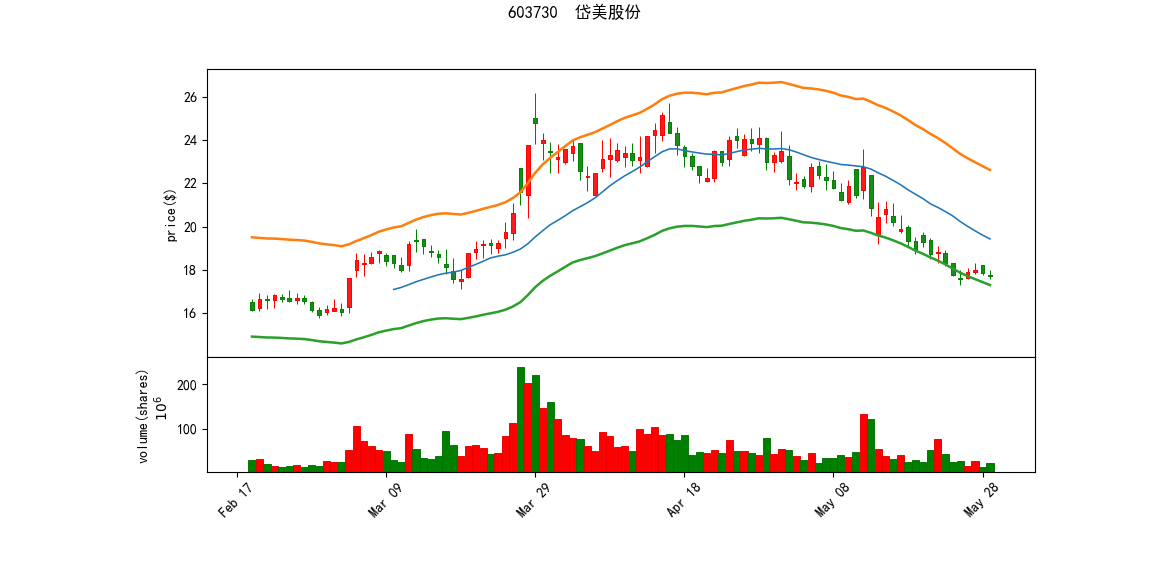 603730 岱美股份
price($)
26
24
22
20
18
16
volume(shares)
10^6
200
100
Feb 17
Mar 09
Mar 29
Apr 18
May 08
May 28